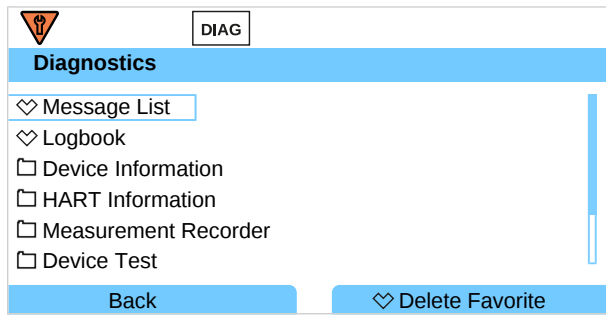 DIAG
Diagnostics
Message List
Logbook
Device Information
HART Information
Measurement Recorder
Device Test
Back
Delete Favorite